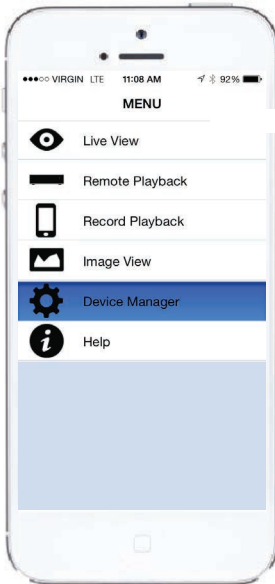 VIRGIN LTE 11:08 AM 92%
MENU
Live View
Remote Playback
Record Playback
Image View
Device Manager
i Help